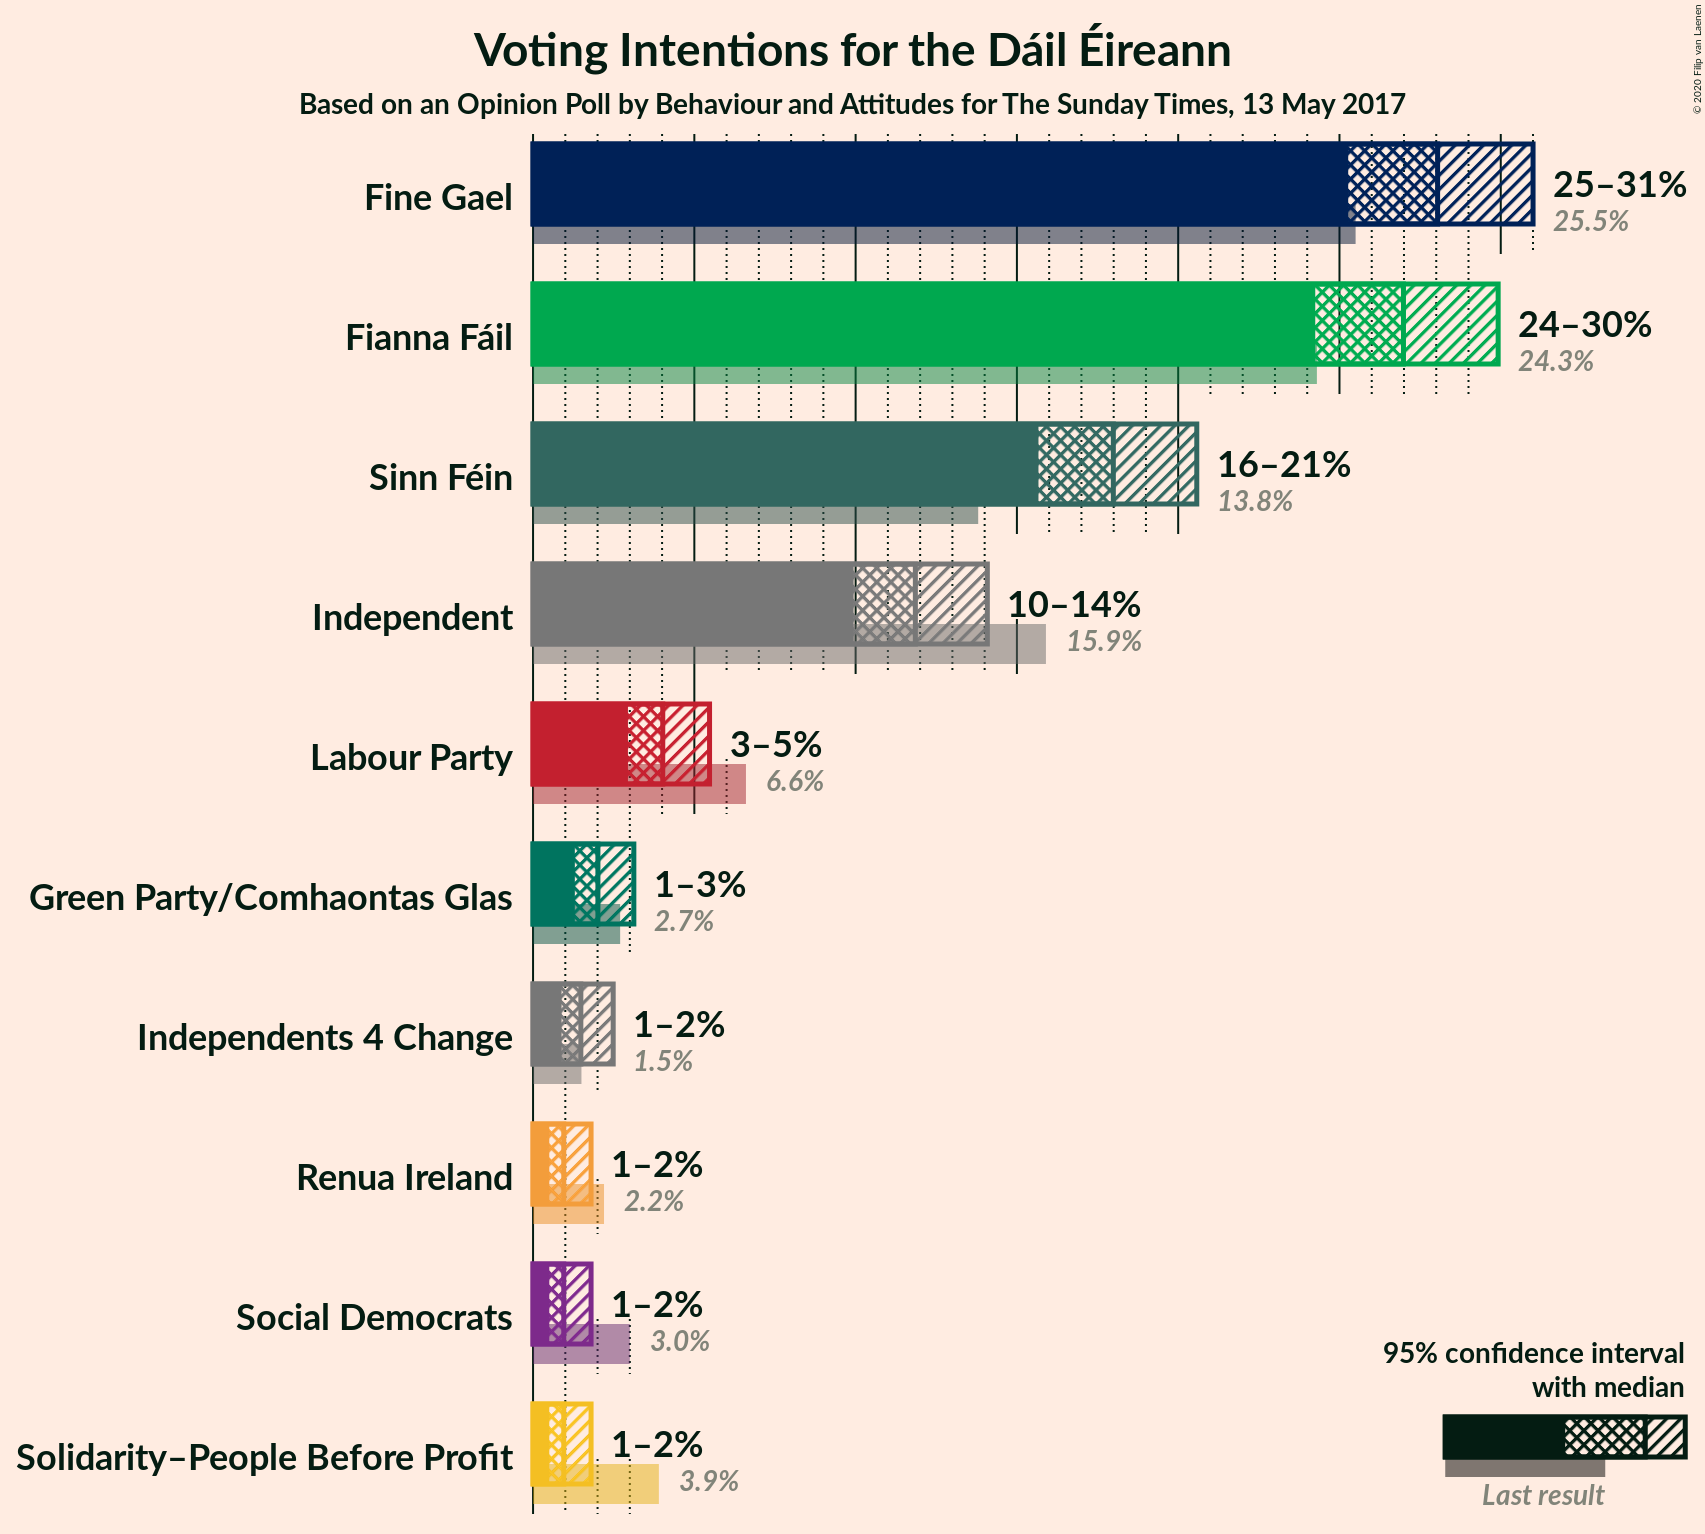 Voting Intentions for the Dáil Éireann
Based on an Opinion Poll by Behaviour and Attitudes for The Sunday Times, 13 May 2017
© 2020 Filip van Laenen
Fine Gael
25–31%
25.5%
Fianna Fáil
24–30%
24.3%
Sinn Féin
16–21%
13.8%
Independent
10–14%
15.9%
Labour Party
3–5%
6.6%
Green Party/Comhaontas Glas
1–3%
2.7%
Independents 4 Change
1–2%
1.5%
Renua Ireland
1–2%
2.2%
Social Democrats
1–2%
3.0%
Solidarity–People Before Profit
1–2%
3.9%
95% confidence interval
with median
Last result